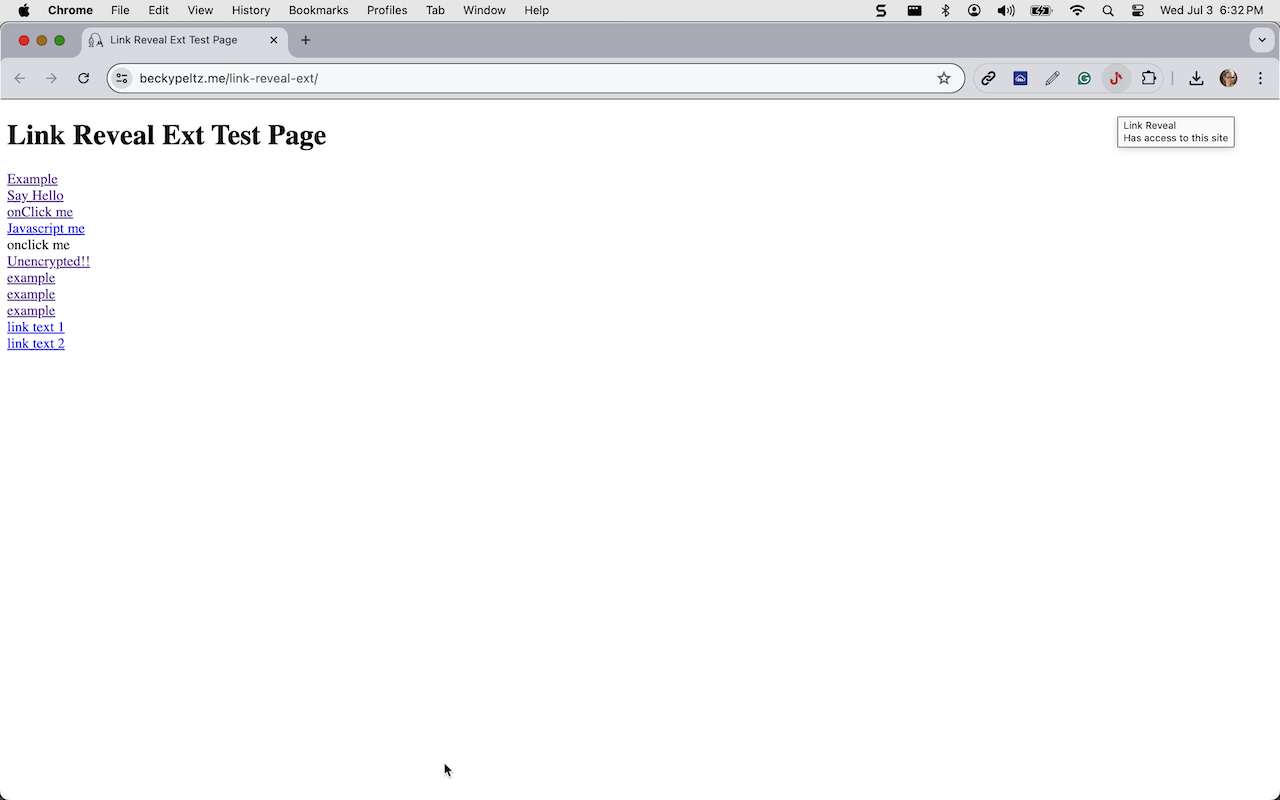 Chrome File Edit View History Bookmarks Profiles Tab Window Help Wed Jul 3 6:32 PM
Link Reveal Ext Test Page
beckypeltz.me/link-reveal-ext/
Link Reveal
Has access to this site
Link Reveal Ext Test Page
Example
Say Hello
onClick me
Javascript me
onclick me
Unencrypted!!
example
example
example
link text 1
link text 2